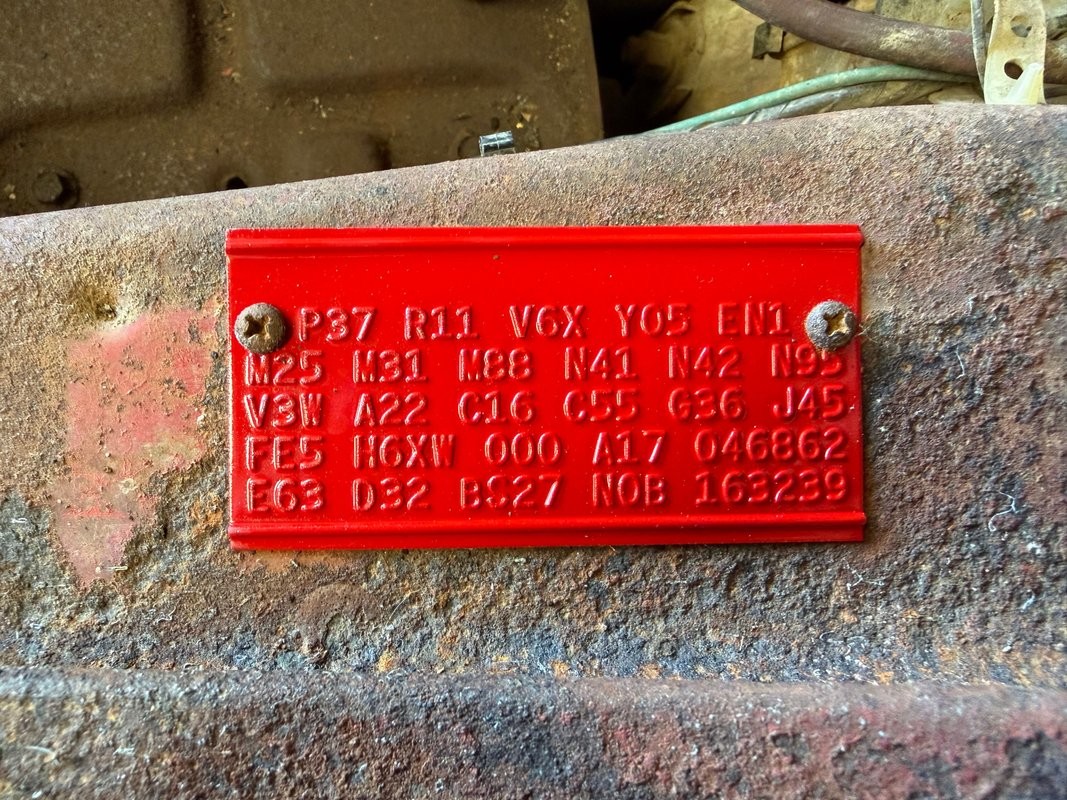 P37 R11 V6X Y05 EN1
M25 M31 M88 N41 N42 N95
V3W A22 C16 C55 G36 J45
FE5 H6XW 000 A17 046862
E63 D32 BS27 N0B 163239